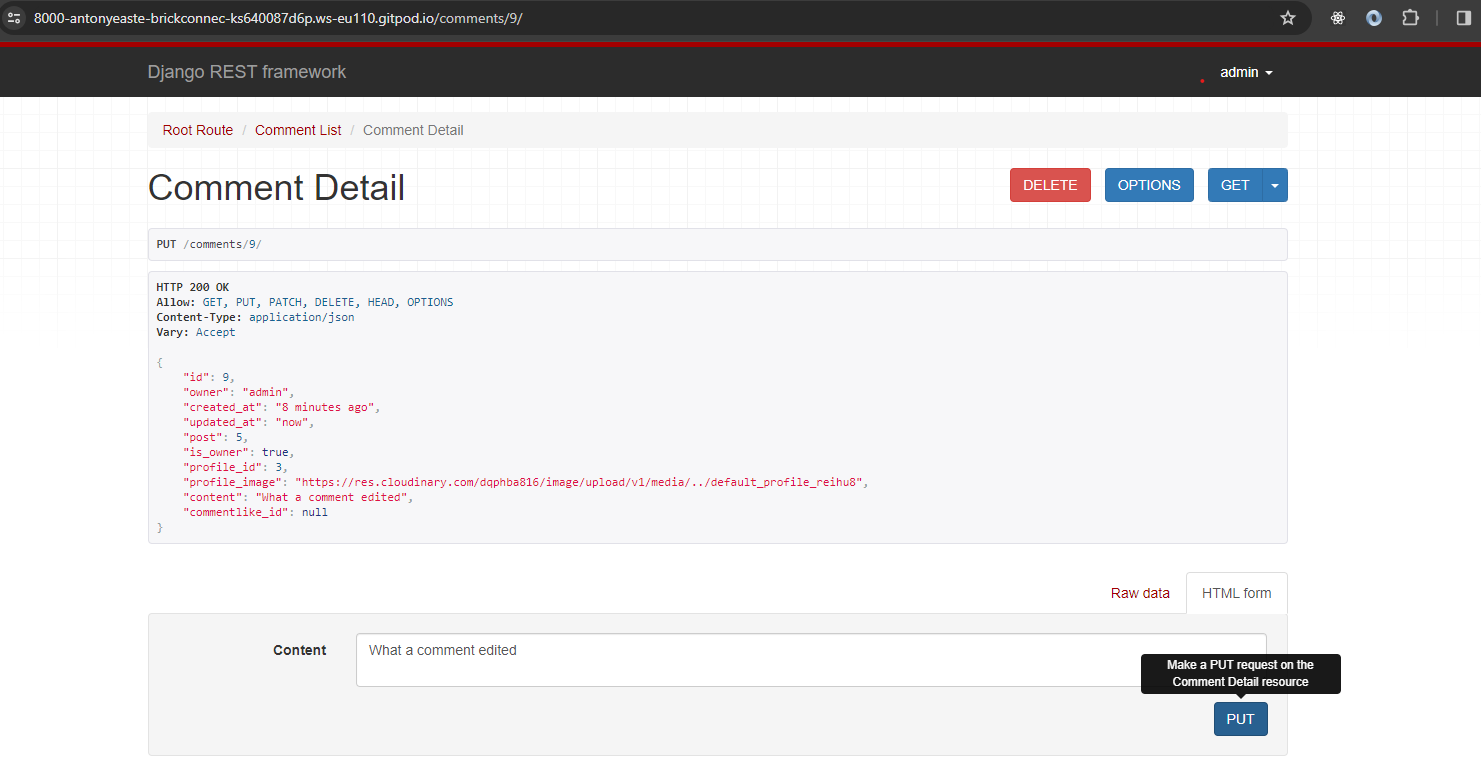 8000-antonyeaste-brickconnec-ks640087d6p.ws-eu110.gitpod.io/comments/9/
Django REST framework
admin
Root Route / Comment List / Comment Detail
Comment Detail
DELETE
OPTIONS
GET
PUT /comments/9/
HTTP 200 OK
Allow: GET, PUT, PATCH, DELETE, HEAD, OPTIONS
Content-Type: application/json
Vary: Accept
{
"id": 9,
"owner": "admin",
"created_at": "8 minutes ago",
"updated_at": "now",
"post": 5,
"is_owner": true,
"profile_id": 3,
"profile_image": "https://res.cloudinary.com/dqphba816/image/upload/v1/media/../default_profile_reihu8",
"content": "What a comment edited",
"commentlike_id": null
}
Raw data
HTML form
Content
What a comment edited
Make a PUT request on the
Comment Detail resource
PUT